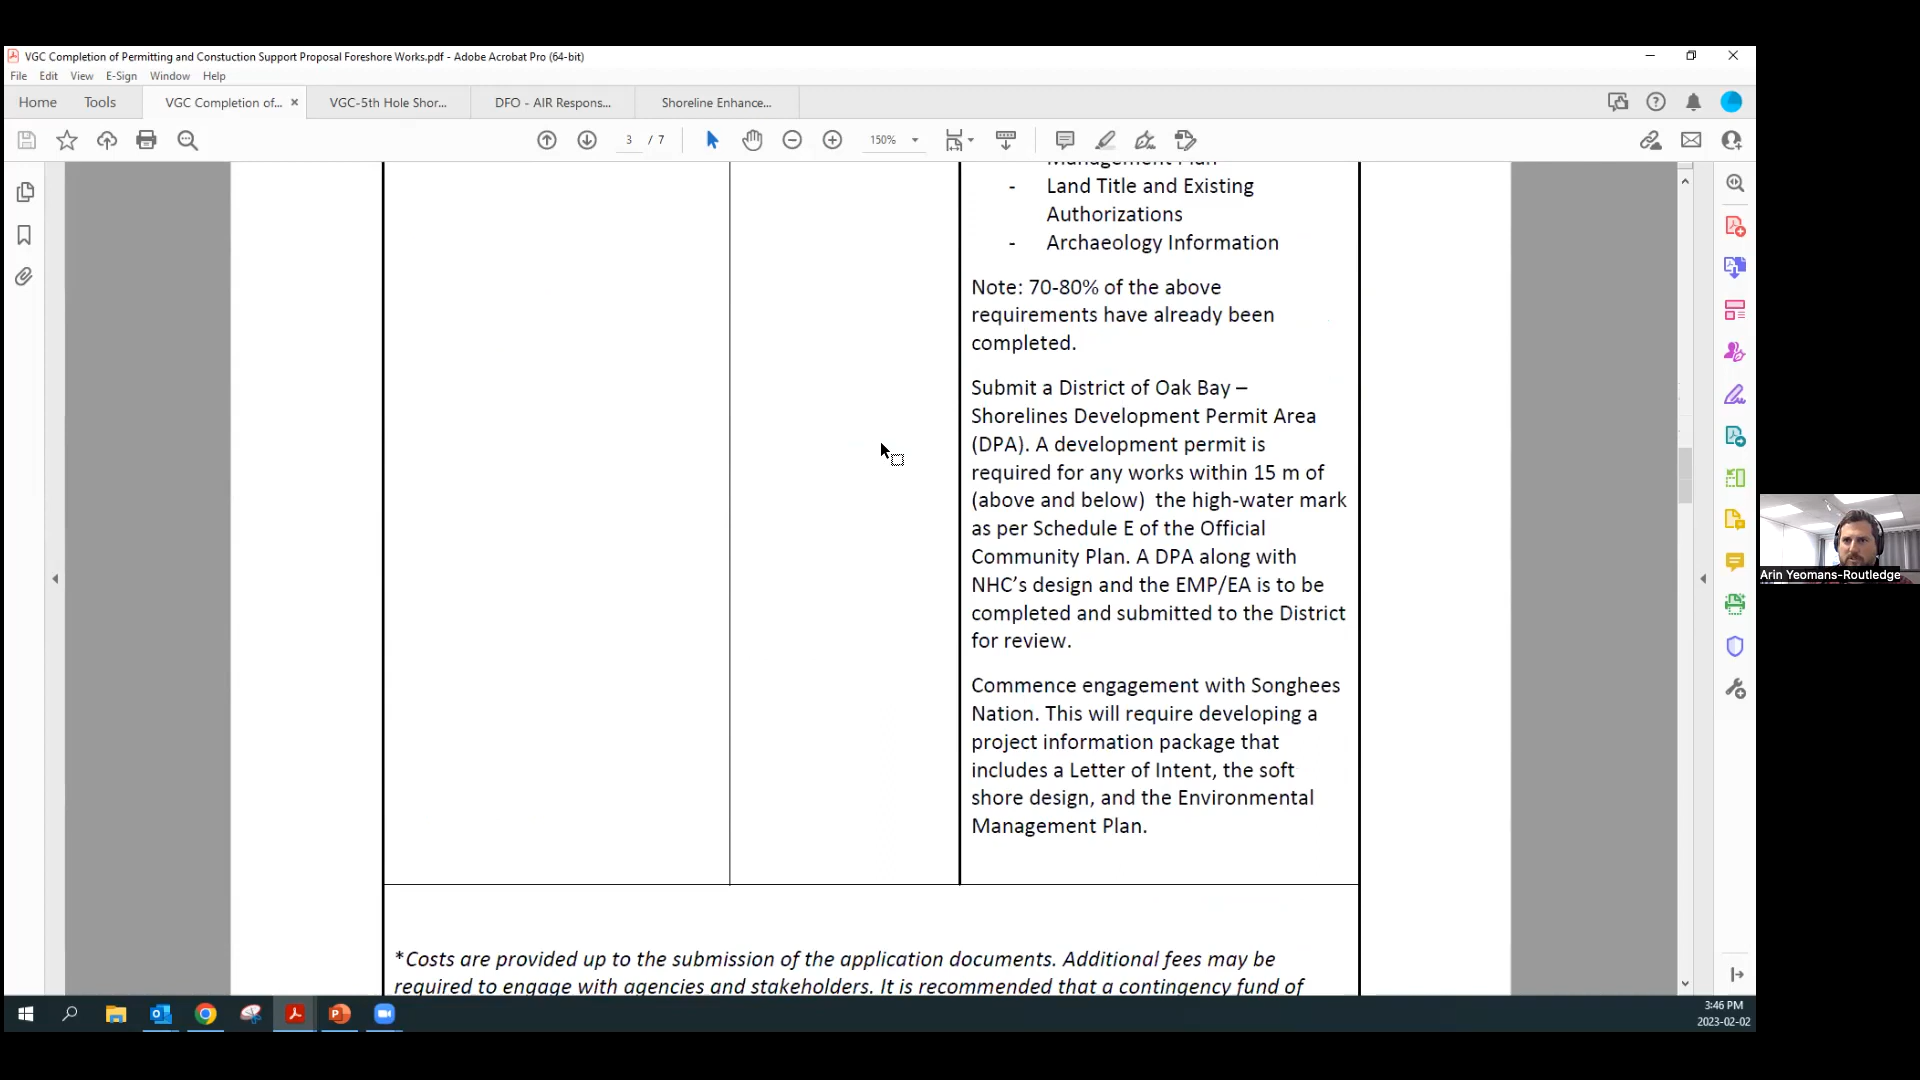 VGC Completion of Permitting and Constuction Support Proposal Foreshore Works.pdf - Adobe Acrobat Pro (64-bit)
File Edit View E-Sign Window Help
Home Tools VGC Completion of... × VGC-5th Hole Shor... DFO - AIR Respons... Shoreline Enhance...
3 / 7 150%
Management Plan
- Land Title and Existing
Authorizations
- Archaeology Information
Note: 70-80% of the above
requirements have already been
completed.
Submit a District of Oak Bay –
Shorelines Development Permit Area
(DPA). A development permit is
required for any works within 15 m of
(above and below) the high-water mark
as per Schedule E of the Official
Community Plan. A DPA along with
NHC’s design and the EMP/EA is to be
completed and submitted to the District
for review.
Commence engagement with Songhees
Nation. This will require developing a
project information package that
includes a Letter of Intent, the soft
shore design, and the Environmental
Management Plan.
*Costs are provided up to the submission of the application documents. Additional fees may be
required to engage with agencies and stakeholders. It is recommended that a contingency fund of
Arin Yeomans-Routledge
3:46 PM
2023-02-02